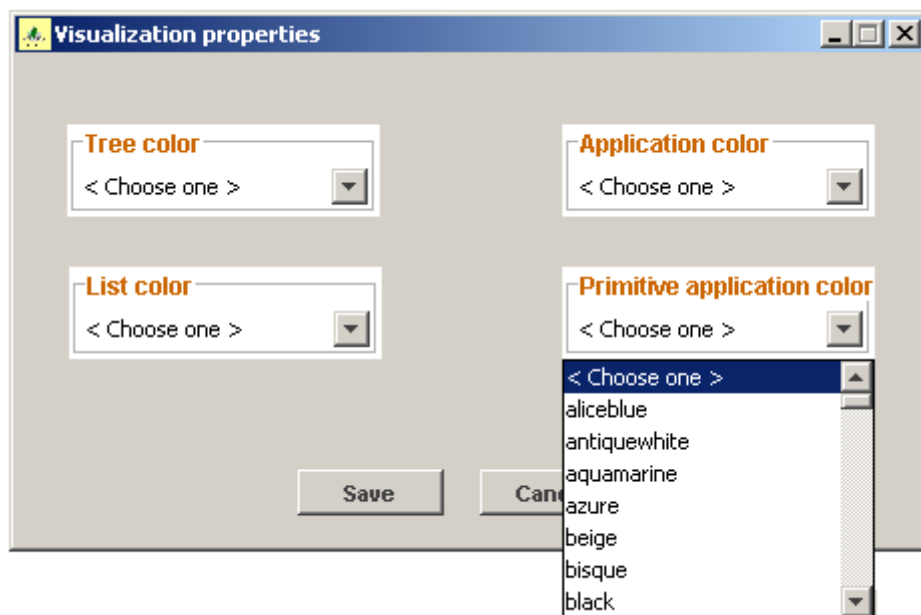 Visualization properties
Tree color
< Choose one >
Application color
< Choose one >
List color
< Choose one >
Primitive application color
< Choose one >
< Choose one >
aliceblue
antiquewhite
aquamarine
azure
beige
bisque
black
Save